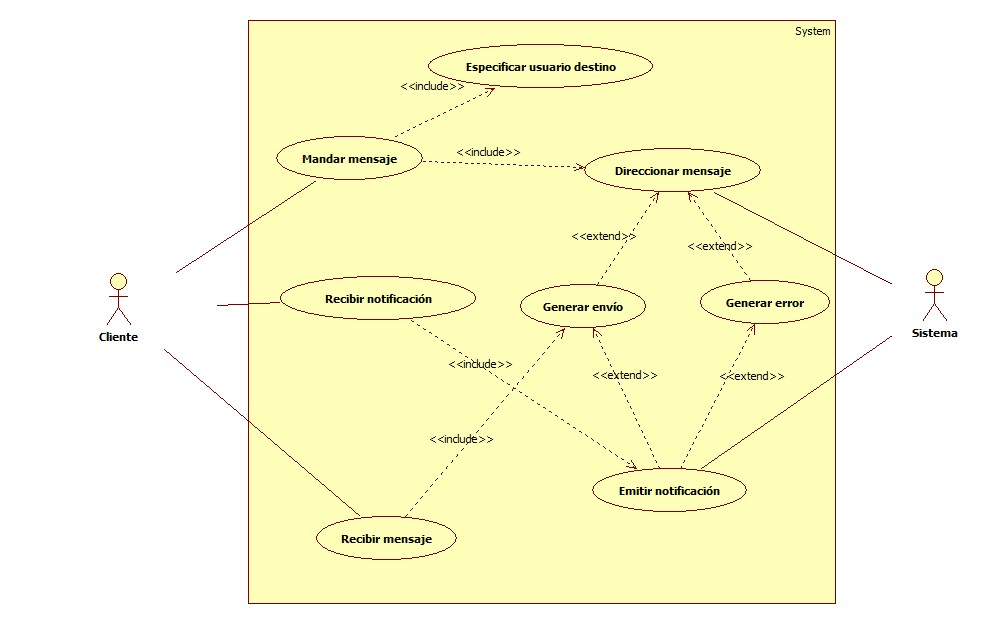 System
Especificar usuario destino
<<include>>
Mandar mensaje
<<include>>
Direccionar mensaje
<<extend>>
<<extend>>
Recibir notificación
Generar envío
Generar error
Cliente
Sistema
<<include>>
<<extend>>
<<extend>>
<<include>>
Emitir notificación
Recibir mensaje